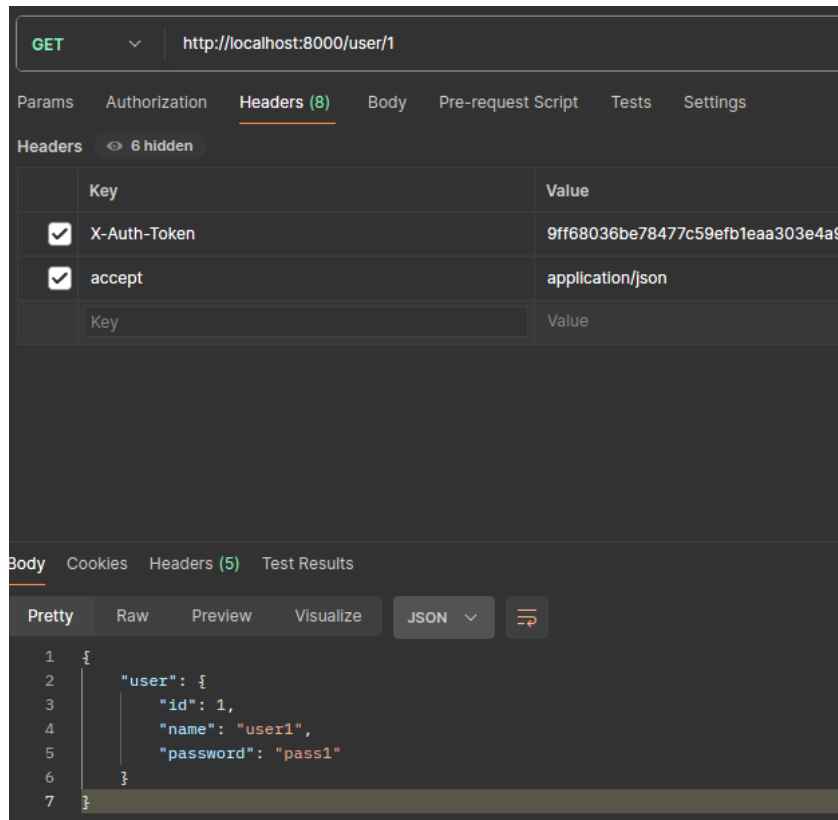 GET http://localhost:8000/user/1
Params Authorization Headers (8) Body Pre-request Script Tests Settings
Headers 6 hidden
Key Value
X-Auth-Token 9ff68036be78477c59efb1eaa303e4a9
accept application/json
Key Value
Body Cookies Headers (5) Test Results
Pretty Raw Preview Visualize JSON
1 {
2 "user": {
3 "id": 1,
4 "name": "user1",
5 "password": "pass1"
6 }
7 }